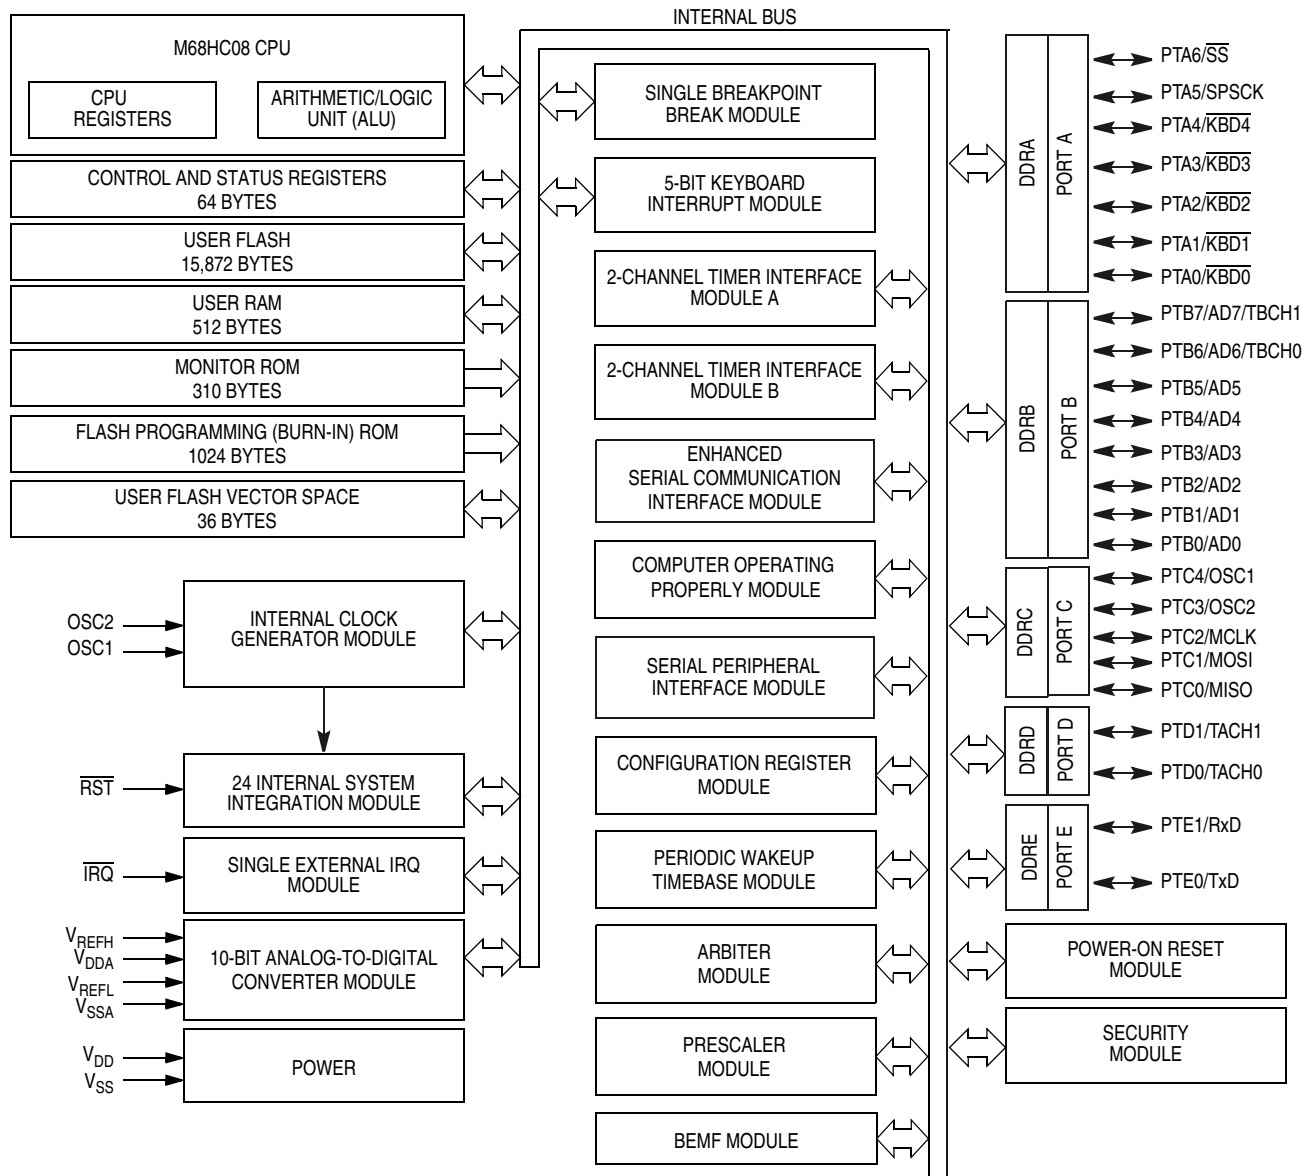 INTERNAL BUS
M68HC08 CPU
CPU
REGISTERS
ARITHMETIC/LOGIC
UNIT (ALU)
CONTROL AND STATUS REGISTERS
64 BYTES
USER FLASH
15,872 BYTES
USER RAM
512 BYTES
MONITOR ROM
310 BYTES
FLASH PROGRAMMING (BURN-IN) ROM
1024 BYTES
USER FLASH VECTOR SPACE
36 BYTES
OSC2
OSC1
INTERNAL CLOCK
GENERATOR MODULE
RST
24 INTERNAL SYSTEM
INTEGRATION MODULE
IRQ
SINGLE EXTERNAL IRQ
MODULE
VREFH
VDDA
VREFL
VSSA
10-BIT ANALOG-TO-DIGITAL
CONVERTER MODULE
VDD
VSS
POWER
SINGLE BREAKPOINT
BREAK MODULE
5-BIT KEYBOARD
INTERRUPT MODULE
2-CHANNEL TIMER INTERFACE
MODULE A
2-CHANNEL TIMER INTERFACE
MODULE B
ENHANCED
SERIAL COMMUNICATION
INTERFACE MODULE
COMPUTER OPERATING
PROPERLY MODULE
SERIAL PERIPHERAL
INTERFACE MODULE
CONFIGURATION REGISTER
MODULE
PERIODIC WAKEUP
TIMEBASE MODULE
ARBITER
MODULE
PRESCALER
MODULE
BEMF MODULE
DDRA
PORT A
PTA6/SS
PTA5/SPSCK
PTA4/KBD4
PTA3/KBD3
PTA2/KBD2
PTA1/KBD1
PTA0/KBD0
DDRB
PORT B
PTB7/AD7/TBCH1
PTB6/AD6/TBCH0
PTB5/AD5
PTB4/AD4
PTB3/AD3
PTB2/AD2
PTB1/AD1
PTB0/AD0
DDRC
PORT C
PTC4/OSC1
PTC3/OSC2
PTC2/MCLK
PTC1/MOSI
PTC0/MISO
DDRD
PORT D
PTD1/TACH1
PTD0/TACH0
DDRE
PORT E
PTE1/RxD
PTE0/TxD
POWER-ON RESET
MODULE
SECURITY
MODULE